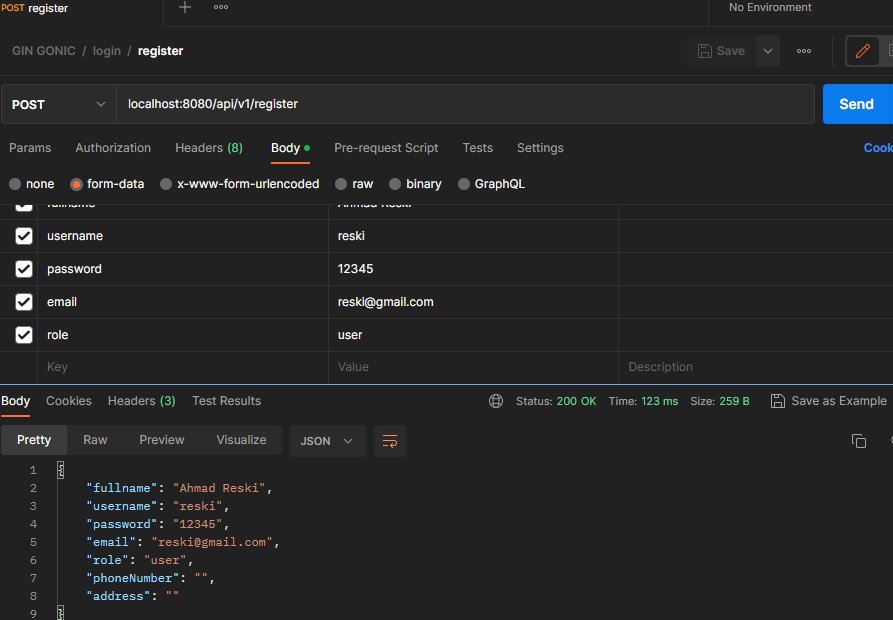 POST register
No Environment
GIN GONIC / login / register
Save
POST localhost:8080/api/v1/register Send
Params Authorization Headers (8) Body Pre-request Script Tests Settings Cook
none form-data x-www-form-urlencoded raw binary GraphQL
fullname Ahmad Reski
username reski
password 12345
email reski@gmail.com
role user
Key Value Description
Body Cookies Headers (3) Test Results Status: 200 OK Time: 123 ms Size: 259 B Save as Example
Pretty Raw Preview Visualize JSON
1 {
2 "fullname": "Ahmad Reski",
3 "username": "reski",
4 "password": "12345",
5 "email": "reski@gmail.com",
6 "role": "user",
7 "phoneNumber": "",
8 "address": ""
9 }